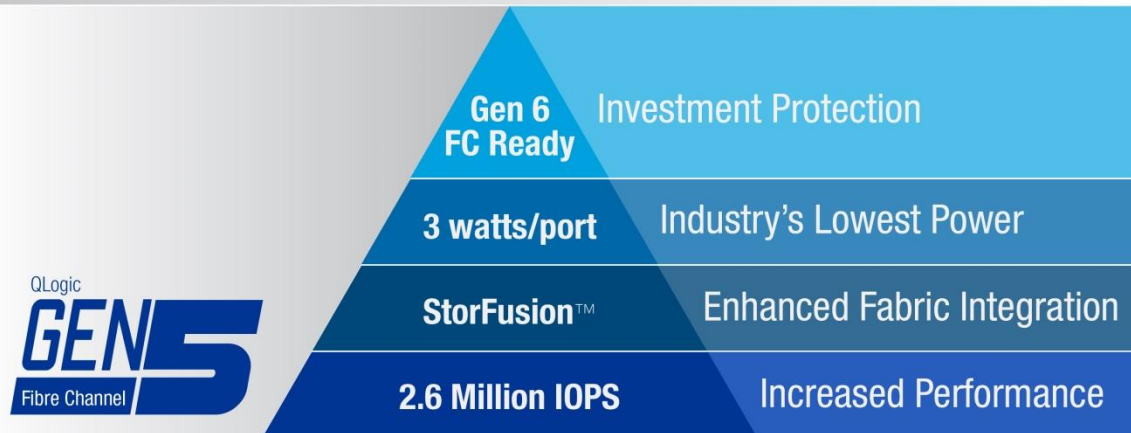 Gen 6
FC Ready
Investment Protection
3 watts/port
Industry’s Lowest Power
StorFusion™
Enhanced Fabric Integration
2.6 Million IOPS
Increased Performance
QLogic
GEN5
Fibre Channel